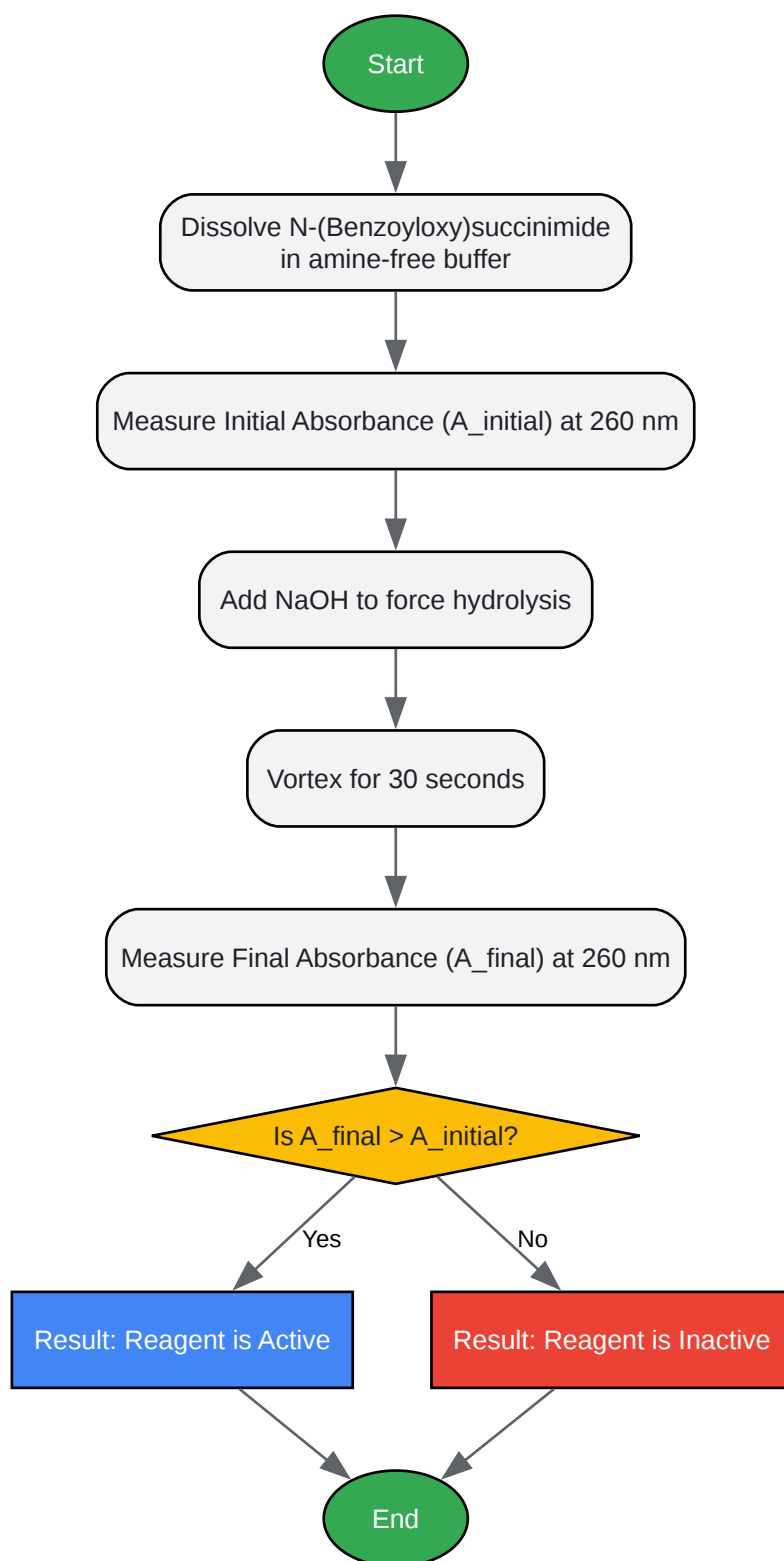 Start
Dissolve N-(Benzoyloxy)succinimide
in amine-free buffer
Measure Initial Absorbance (A_initial) at 260 nm
Add NaOH to force hydrolysis
Vortex for 30 seconds
Measure Final Absorbance (A_final) at 260 nm
Is A_final > A_initial?
Yes
No
Result: Reagent is Active
Result: Reagent is Inactive
End